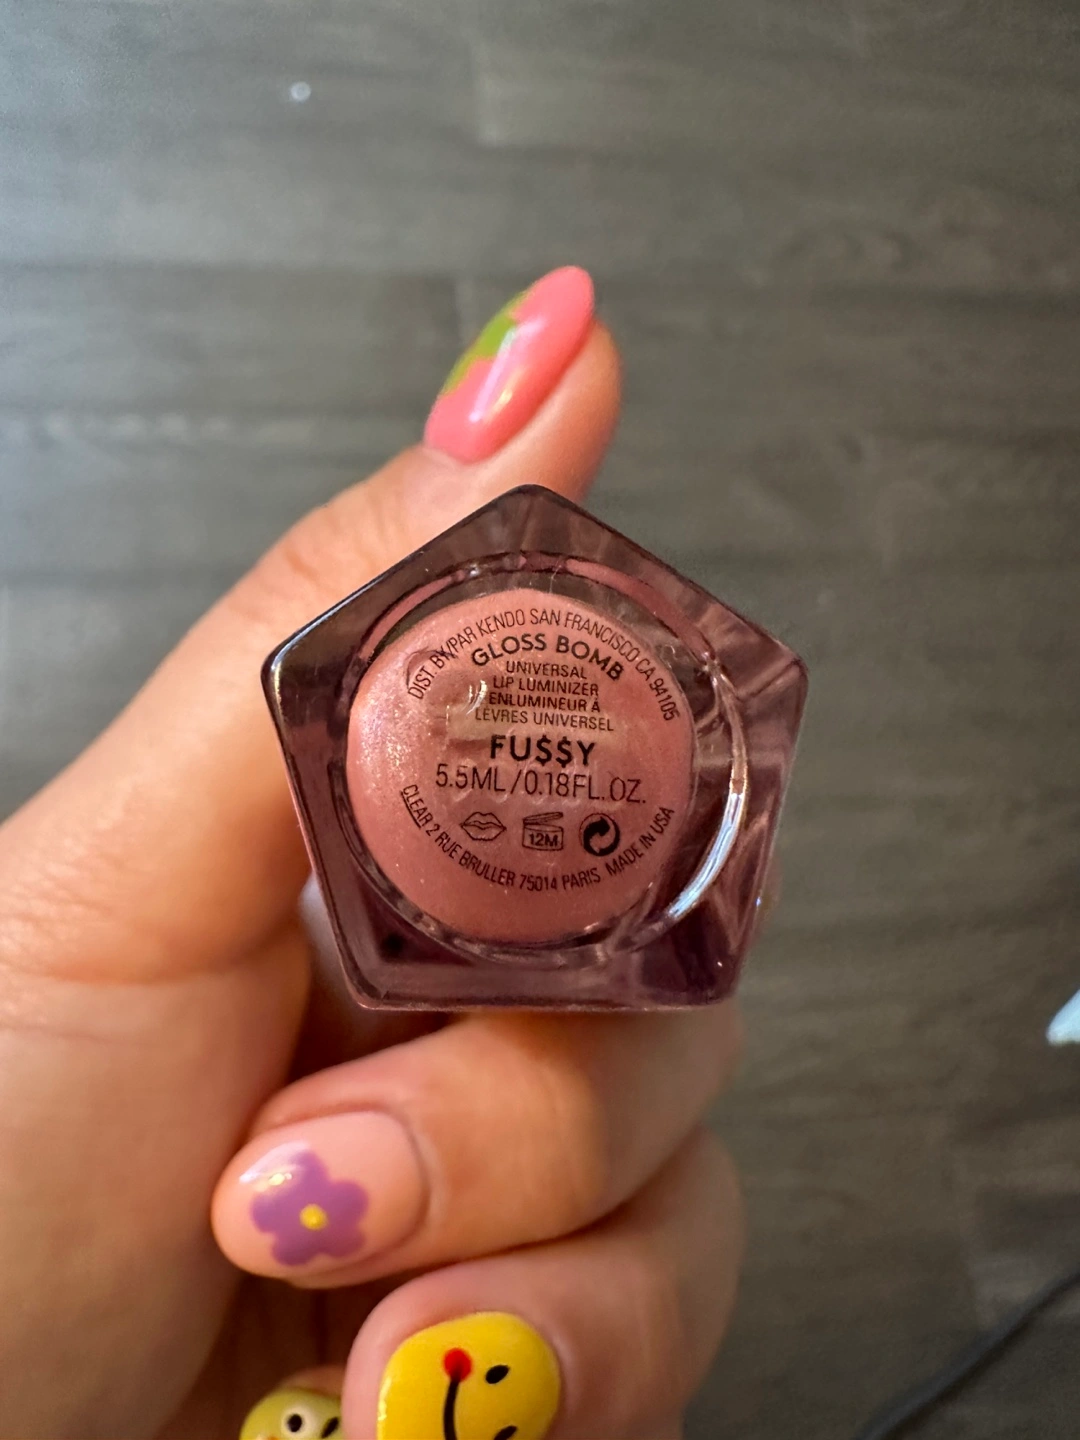 DIST. BY/PAR KENDO SAN FRANCISCO CA 94105
GLOSS BOMB
UNIVERSAL
LIP LUMINIZER
ENLUMINEUR À
LÈVRES UNIVERSEL
FU$$Y
5.5ML/0.18FL.OZ.
12M
CLEAR 2 RUE BRULLER 75014 PARIS MADE IN USA